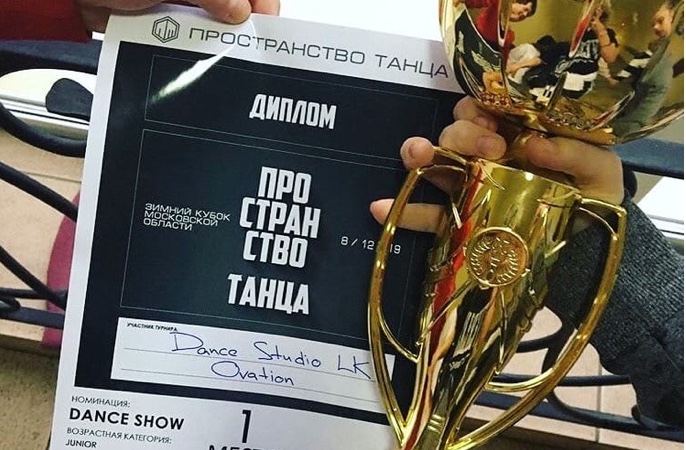 ПРОСТРАНСТВО ТАНЦА
ДИПЛОМ
ЗИМНИЙ КУБОК
МОСКОВСКОЙ
ОБЛАСТИ
ПРО
СТРАН
СТВО
ТАНЦА
8/12/19
УЧАСТНИК ТУРНИРА
Dance Studio LK
Ovation
НОМИНАЦИЯ:
DANCE SHOW
ВОЗРАСТНАЯ КАТЕГОРИЯ:
JUNIOR
1
МЕСТ